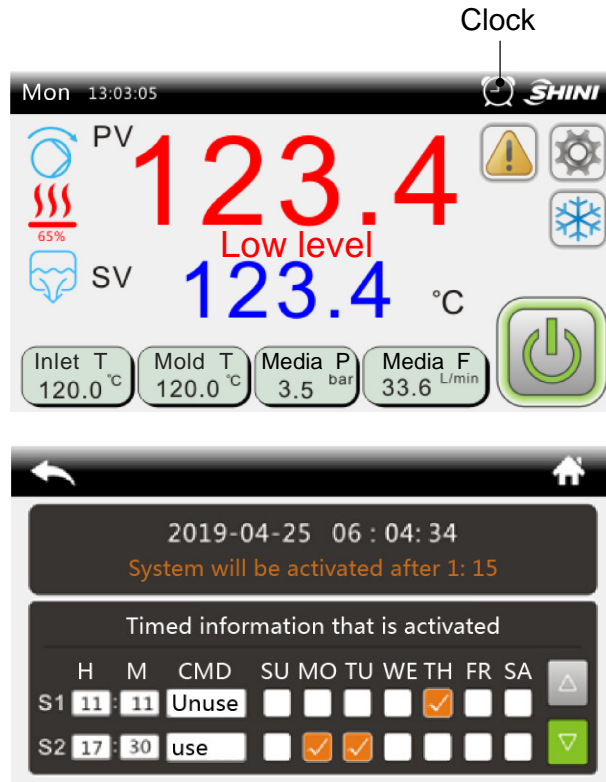 Clock
Mon 13:03:05 SHINI
PV 123.4
65%
Low level
SV 123.4 °C
Inlet T Mold T Media P Media F
120.0 °C 120.0 °C 3.5 bar 33.6 L/min
2019-04-25 06 : 04: 34
System will be activated after 1: 15
Timed information that is activated
H M CMD SU MO TU WE TH FR SA
S1 11 : 11 Unuse
S2 17 : 30 use